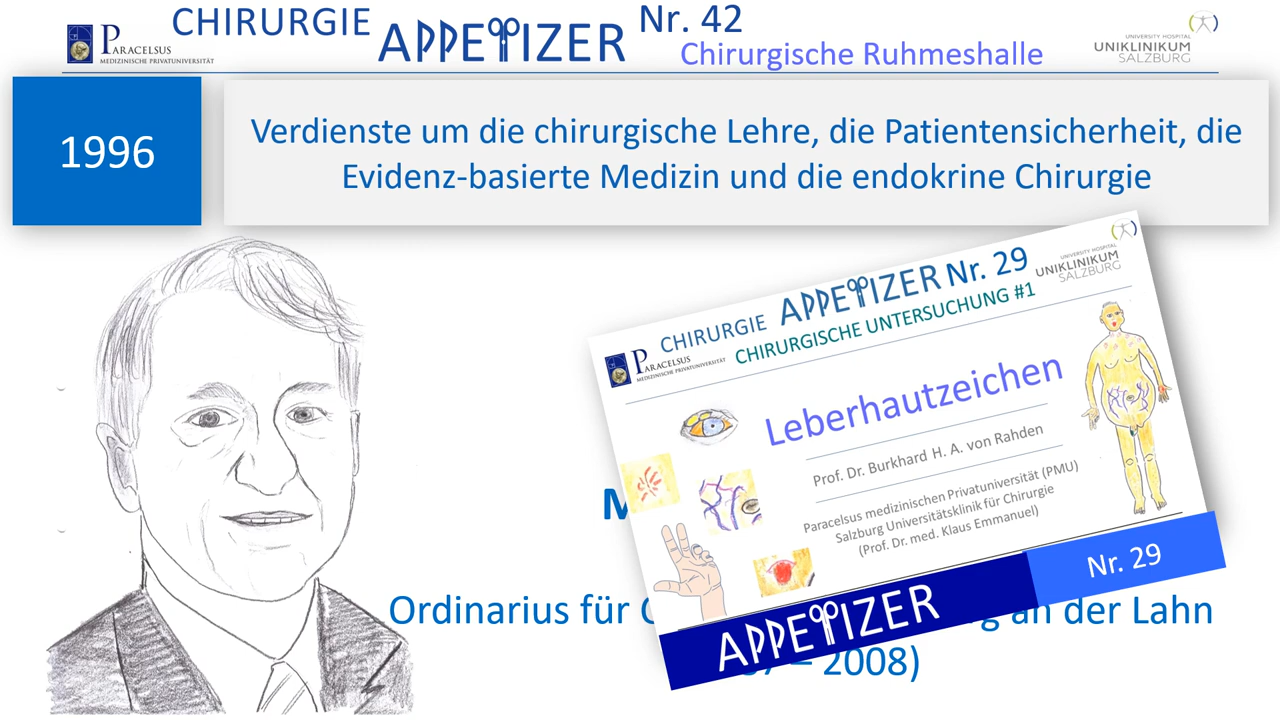 CHIRURGIE APPETIZER Nr. 42
Chirurgische Ruhmeshalle
PARACELSUS
MEDIZINISCHE PRIVATUNIVERSITÄT
UNIVERSITY HOSPITAL
UNIKLINIKUM
SALZBURG
1996
Verdienste um die chirurgische Lehre, die Patientensicherheit, die
Evidenz-basierte Medizin und die endokrine Chirurgie
CHIRURGIE APPETIZER Nr. 29
CHIRURGISCHE UNTERSUCHUNG #1
PARACELSUS
MEDIZINISCHE PRIVATUNIVERSITÄT
UNIVERSITY HOSPITAL
UNIKLINIKUM
SALZBURG
Leberhautzeichen
Prof. Dr. Burkhard H. A. von Rahden
Paracelsus medizinischen Privatuniversität (PMU)
Salzburg Universitätsklinik für Chirurgie
(Prof. Dr. med. Klaus Emmanuel)
APPETIZER
Nr. 29
Ordinarius für an der Lahn
– 2008)